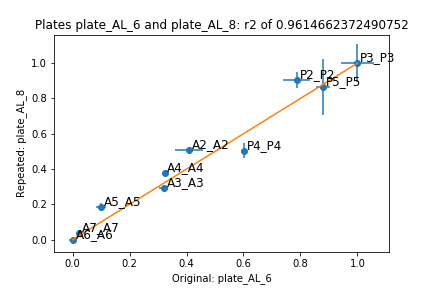 Plates plate_AL_6 and plate_AL_8: r2 of 0.9614662372490752
Repeated: plate_AL_8
1.0
0.8
0.6
0.4
0.2
0.0
P3_P3
P2_P2
P5_P5
A2_A2
P4_P4
A4_A4
A3_A3
A5_A5
A7_A7
A6_A6
0.0 0.2 0.4 0.6 0.8 1.0
Original: plate_AL_6